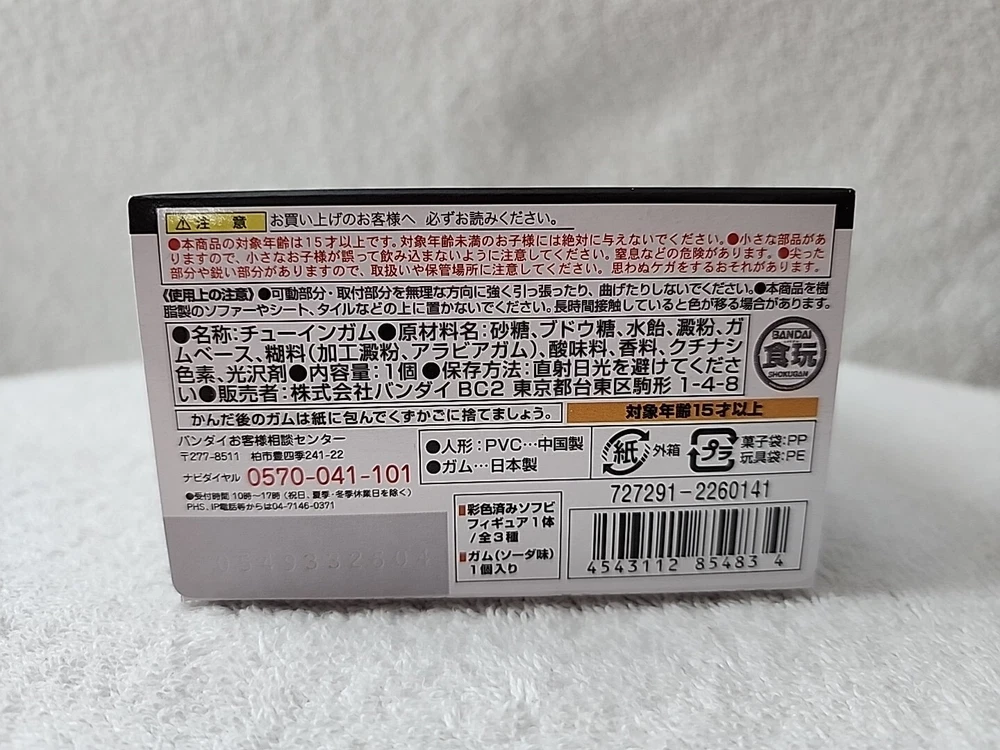 ⚠注 意 お買い上げのお客様へ 必ずお読みください。
●本商品の対象年齢は15才以上です。対象年齢未満のお子様には絶対に与えないでください。●小さな部品があ
りますので、小さなお子様が誤って飲み込まないように注意してください。窒息などの危険があります。●尖った
部分や鋭い部分がありますので、取扱いや保管場所に注意してください。思わぬケガをするおそれがあります。
《使用上の注意》●可動部分・取付部分を無理な方向に強く引っ張ったり、曲げたりしないでください。●本商品を樹
脂製のソファーやシート、タイルなどの上に置かないでください。長時間接触していると色が移る場合があります。
●名称:チューインガム●原材料名:砂糖、ブドウ糖、水飴、澱粉、ガ
ムベース、糊料(加工澱粉、アラビアガム)、酸味料、香料、クチナシ
色素、光沢剤●内容量:1個●保存方法:直射日光を避けてくださ
い●販売者:株式会社バンダイ BC2 東京都台東区駒形 1-4-8
BANDAI
食玩
SHOKUGAN
かんだ後のガムは紙に包んでくずかごに捨てましょう。
対象年齢15才以上
バンダイお客様相談センター
〒277-8511 柏市豊四季241-22
ナビダイヤル 0570-041-101
●受付時間 10時〜17時(祝日、夏季・冬季休業日を除く)
PHS、IP電話等からは04-7146-0371
●人形:PVC…中国製
●ガム…日本製
紙 外箱
プラ 菓子袋:PP
玩具袋:PE
727291-2260141
彩色済みソフビ
フィギュア1体
/全3種
ガム(ソーダ味)
1個入り
4543112 85483 4